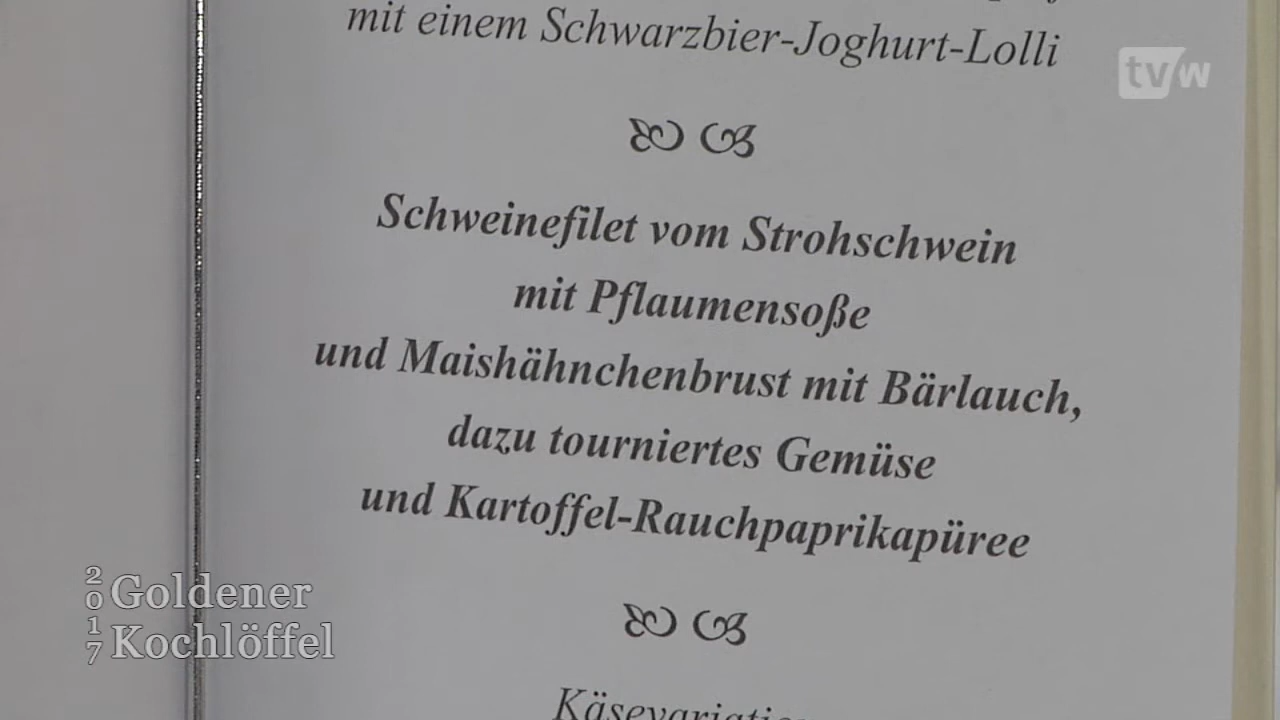 mit einem Schwarzbier-Joghurt-Lolli
tvw
Schweinefilet vom Strohschwein
mit Pflaumensoße
und Maishähnchenbrust mit Bärlauch,
dazu tourniertes Gemüse
und Kartoffel-Rauchpaprikapüree
2017 Goldener
Kochlöffel